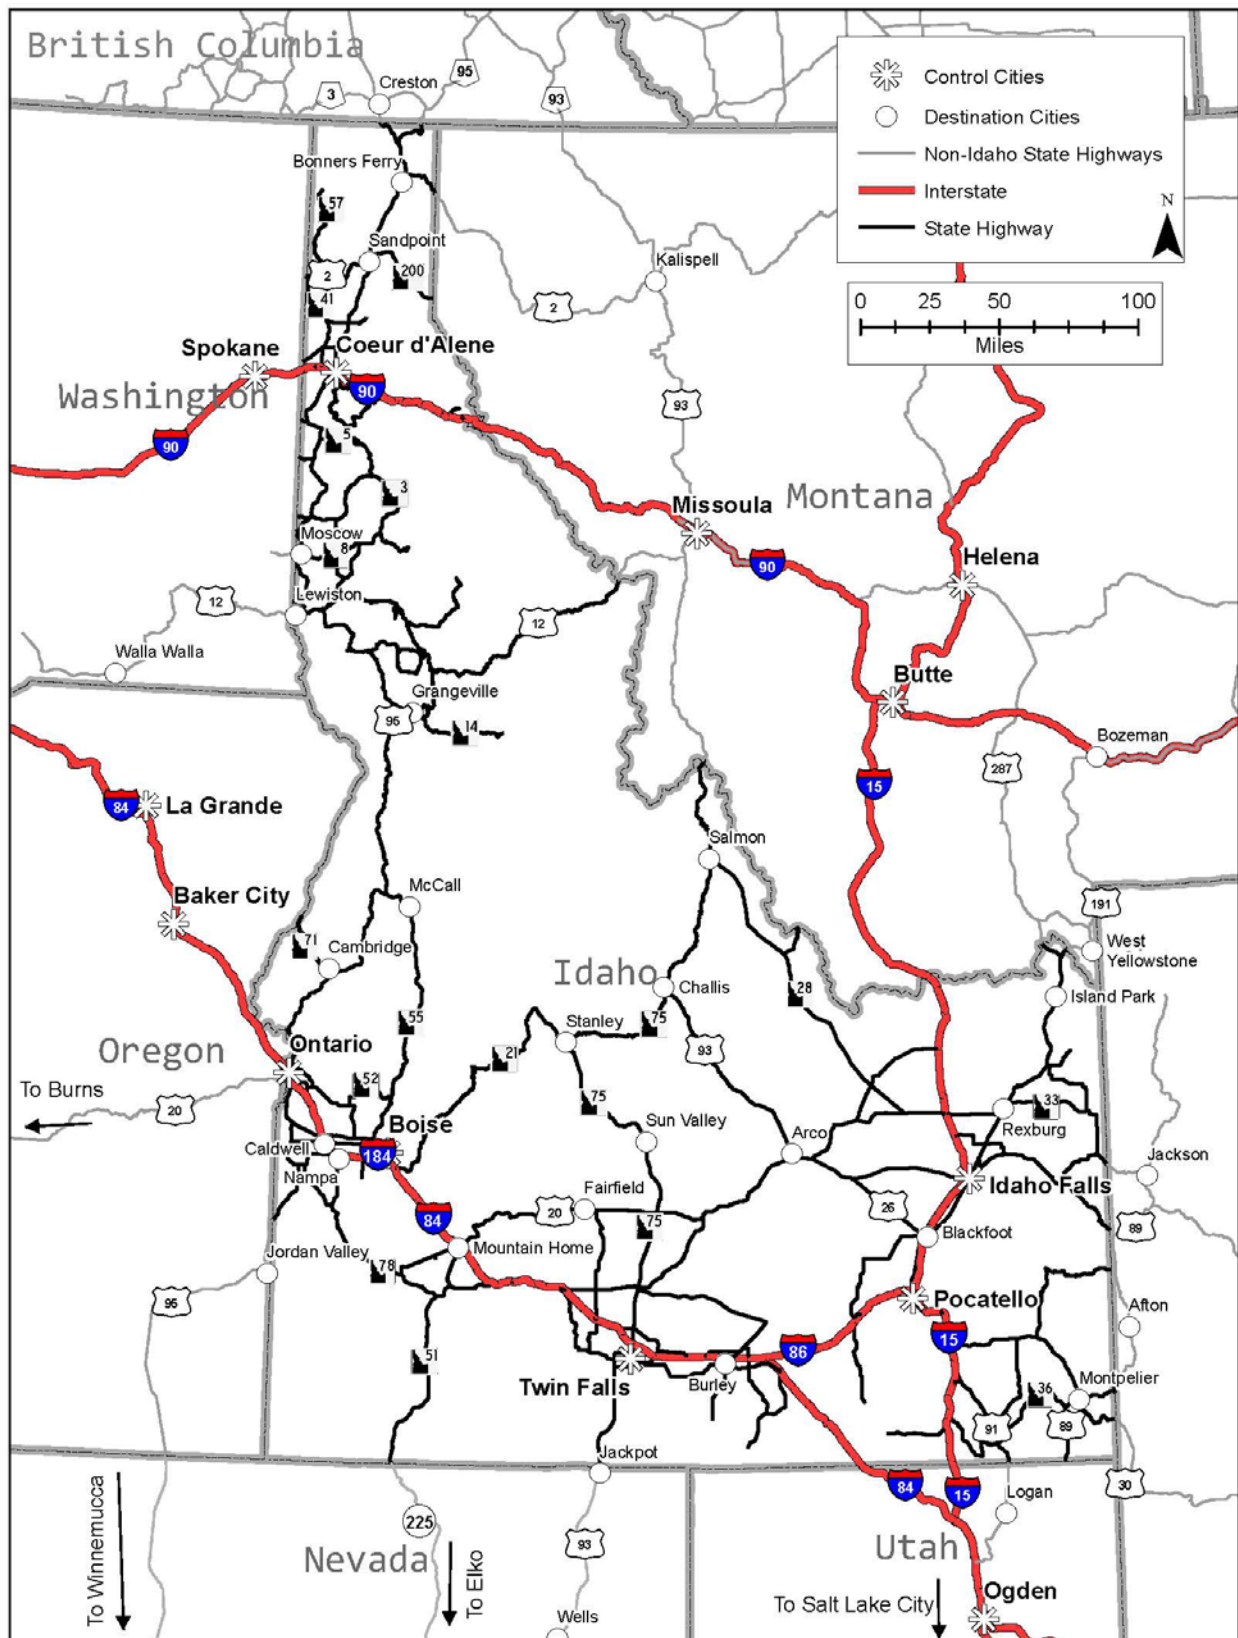 British Columbia
95
3
Creston
93
Control Cities
Destination Cities
Non-Idaho State Highways
Interstate
State Highway
N
Bonners Ferry
57
Sandpoint
2
200
41
Kalispell
2
0 25 50 100
Miles
Spokane
Coeur d'Alene
90
Washington
93
90
5
3
Missoula
Montana
Moscow
8
90
Helena
Lewiston
12
12
Walla Walla
Butte
Grangeville
95
14
Bozeman
287
15
84
La Grande
Salmon
McCall
Baker City
191
71
Cambridge
West
Yellowstone
Idaho
Challis
28
Island Park
55
Stanley
75
Oregon
Ontario
21
93
To Burns
20
52
75
33
Boise
Sun Valley
Rexburg
Caldwell
184
Arco
Jackson
Nampa
Idaho Falls
Fairfield
84
20
75
26
89
Blackfoot
Jordan Valley
Mountain Home
78
95
Pocatello
Afton
15
86
51
Twin Falls
Burley
Montpelier
36
91
89
Jackpot
84
15
Logan
30
To Winnemucca
225
93
Nevada
To Elko
Utah
To Salt Lake City
Ogden
Wells